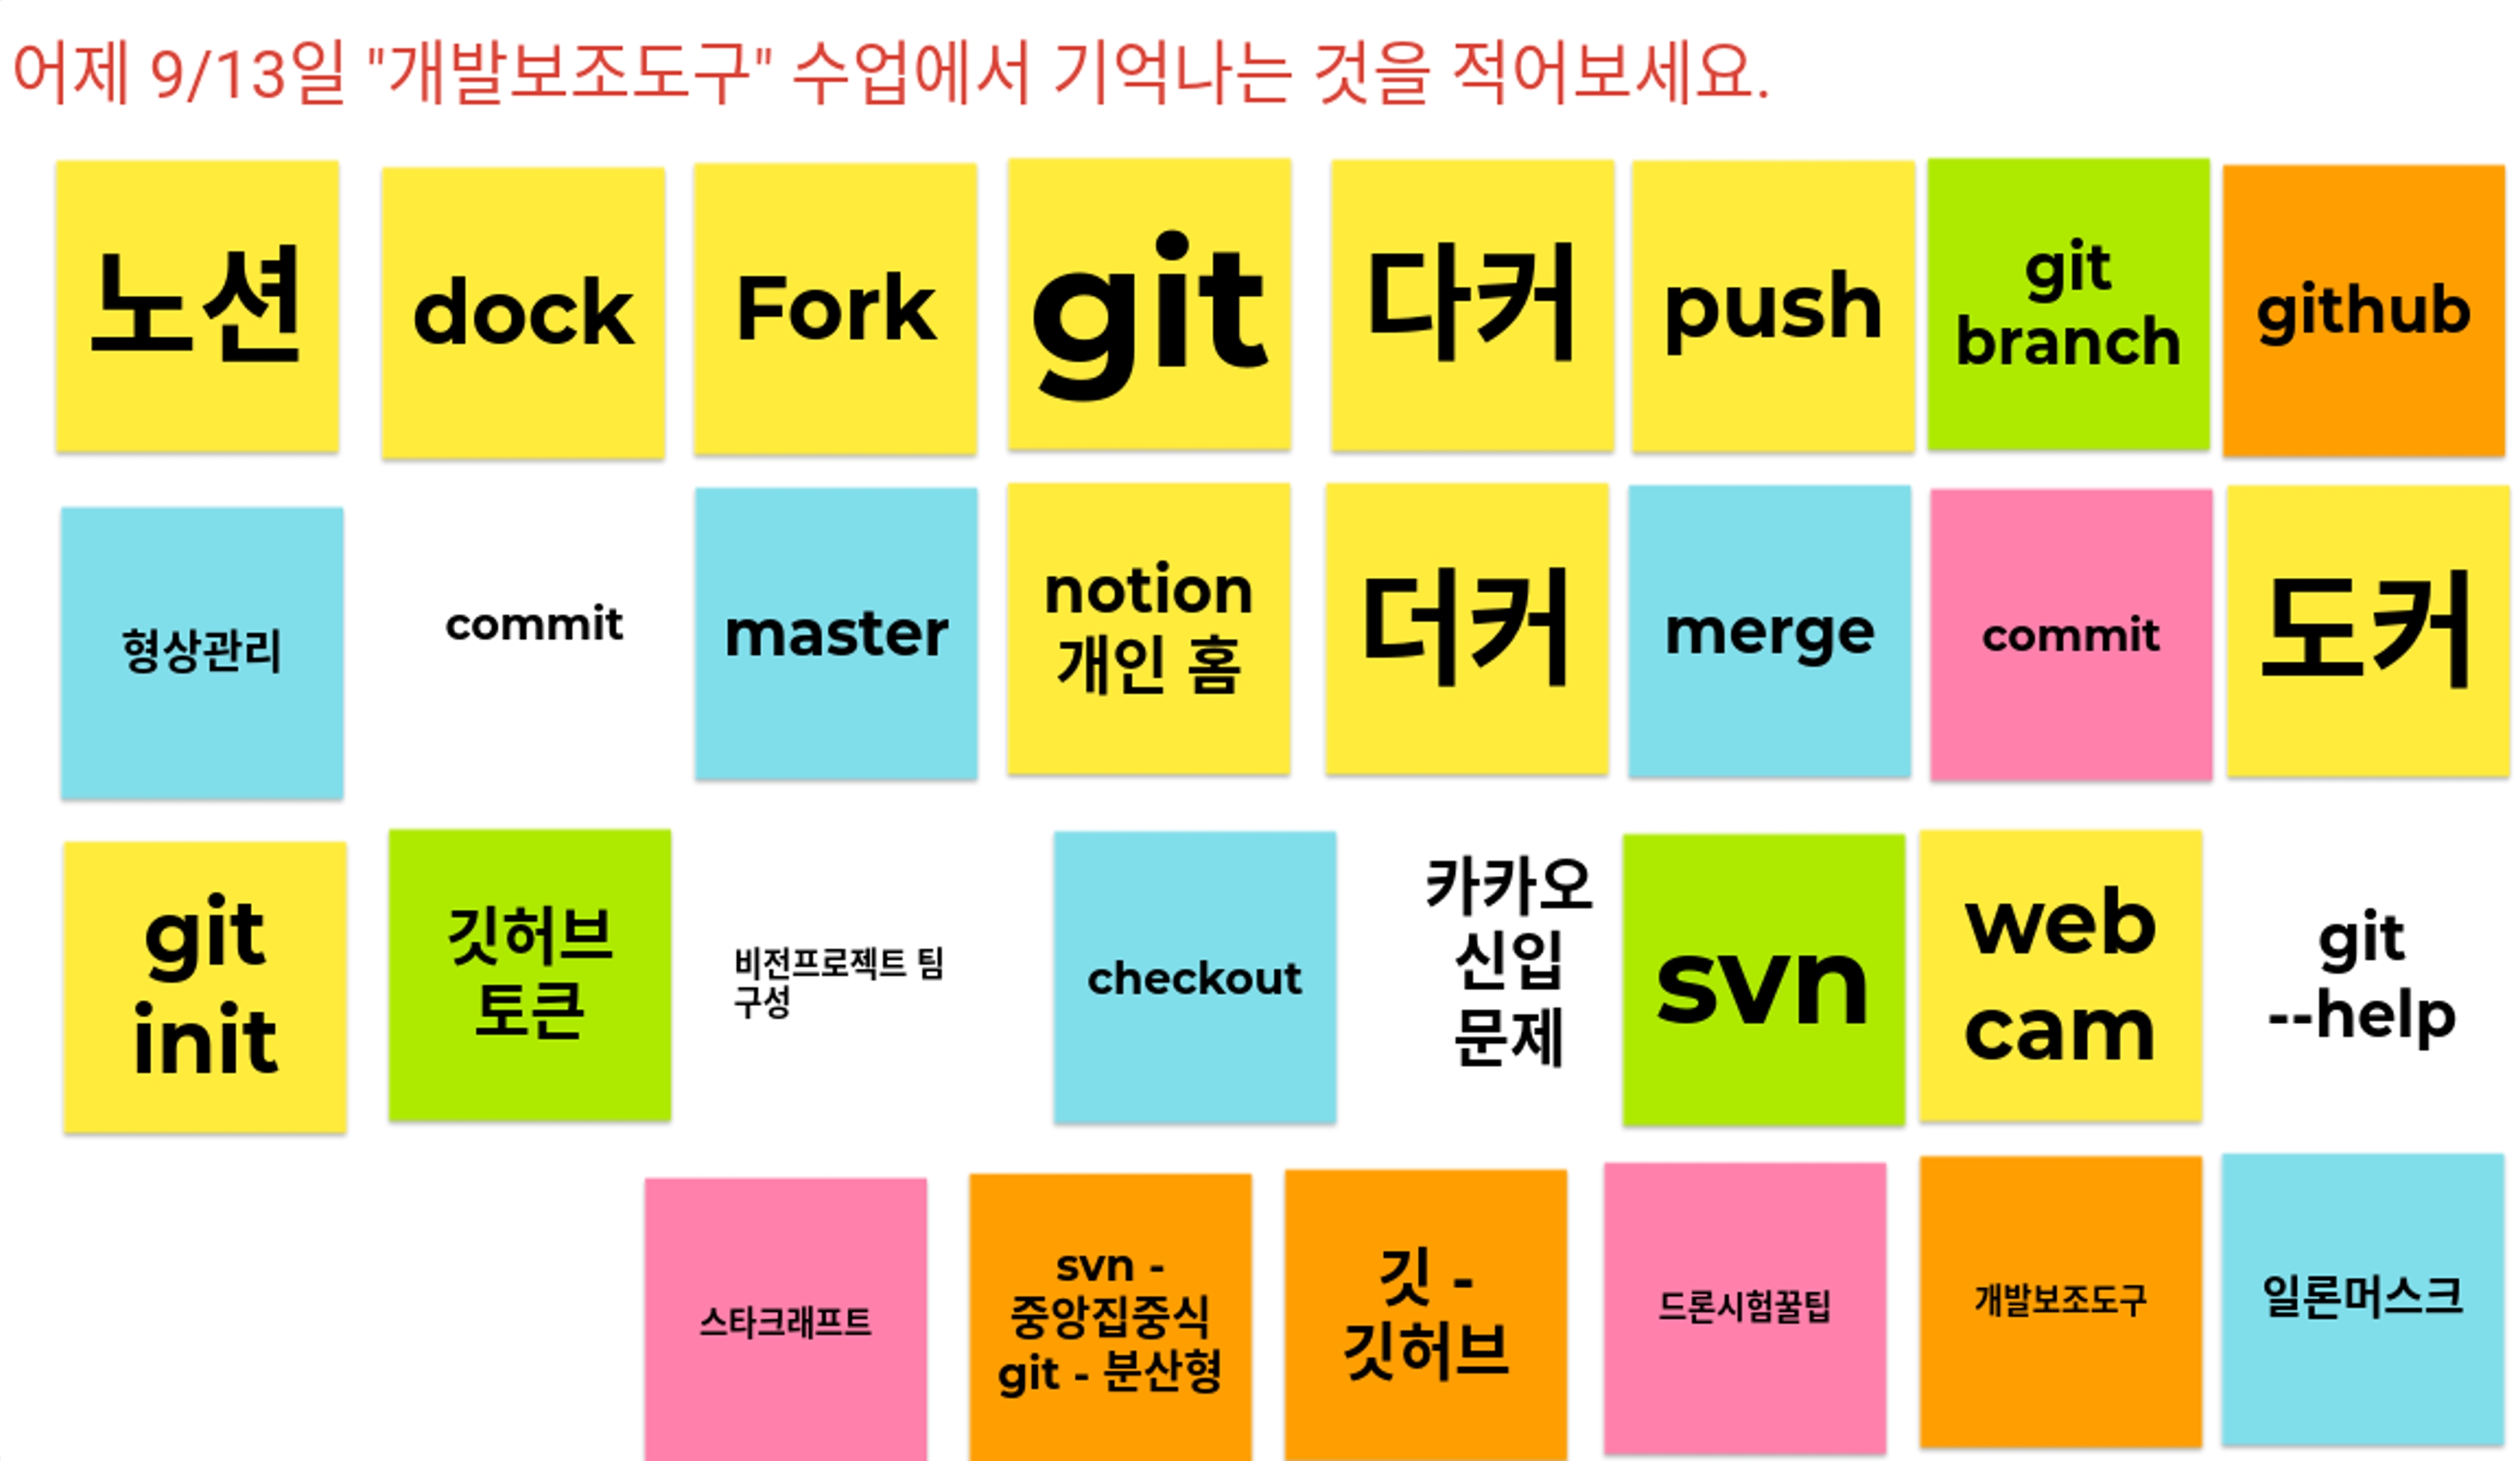 어제 9/13일 "개발보조도구" 수업에서 기억나는 것을 적어보세요.
노션
dock
Fork
git
다커
push
git
branch
github
형상관리
commit
master
notion
개인 홈
더커
merge
commit
도커
git
init
깃허브
토큰
비전프로젝트 팀
구성
checkout
카카오
신입
문제
svn
web
cam
git
--help
스타크래프트
svn -
중앙집중식
git - 분산형
깃 -
깃허브
드론시험꿀팁
개발보조도구
일론머스크